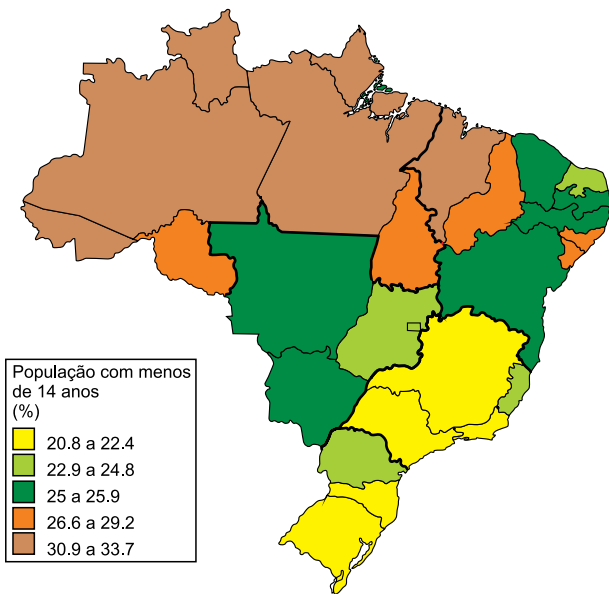 População com menos
de 14 anos
(%)
20.8 a 22.4
22.9 a 24.8
25 a 25.9
26.6 a 29.2
30.9 a 33.7